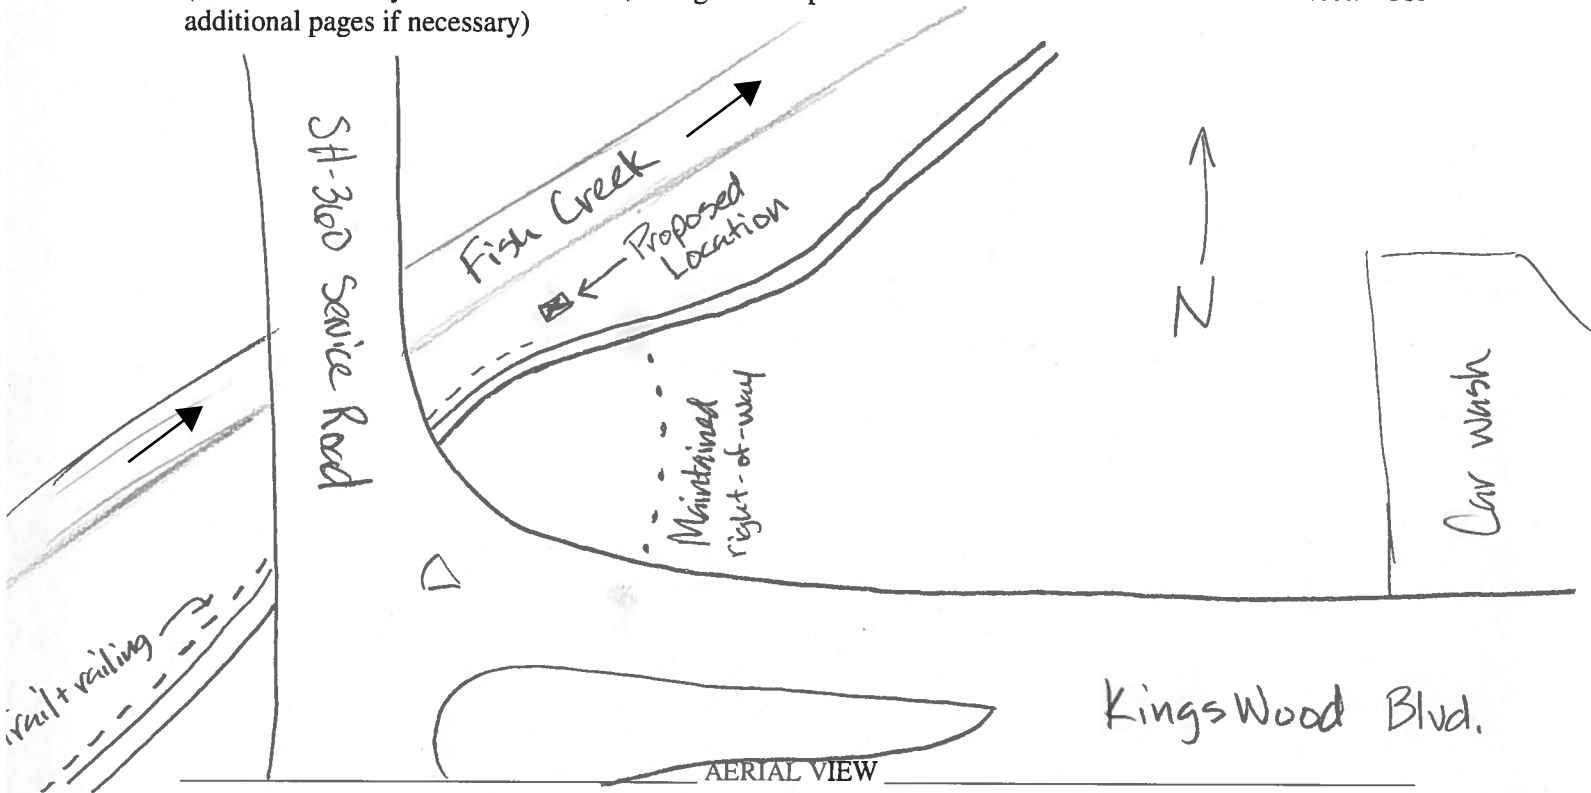 additional pages if necessary)
SH-360 Service Road
Fish Creek
Proposed
Location
N
Maintained
right-of-way
Car wash
trail + railing
Kingswood Blvd.
AERIAL VIEW